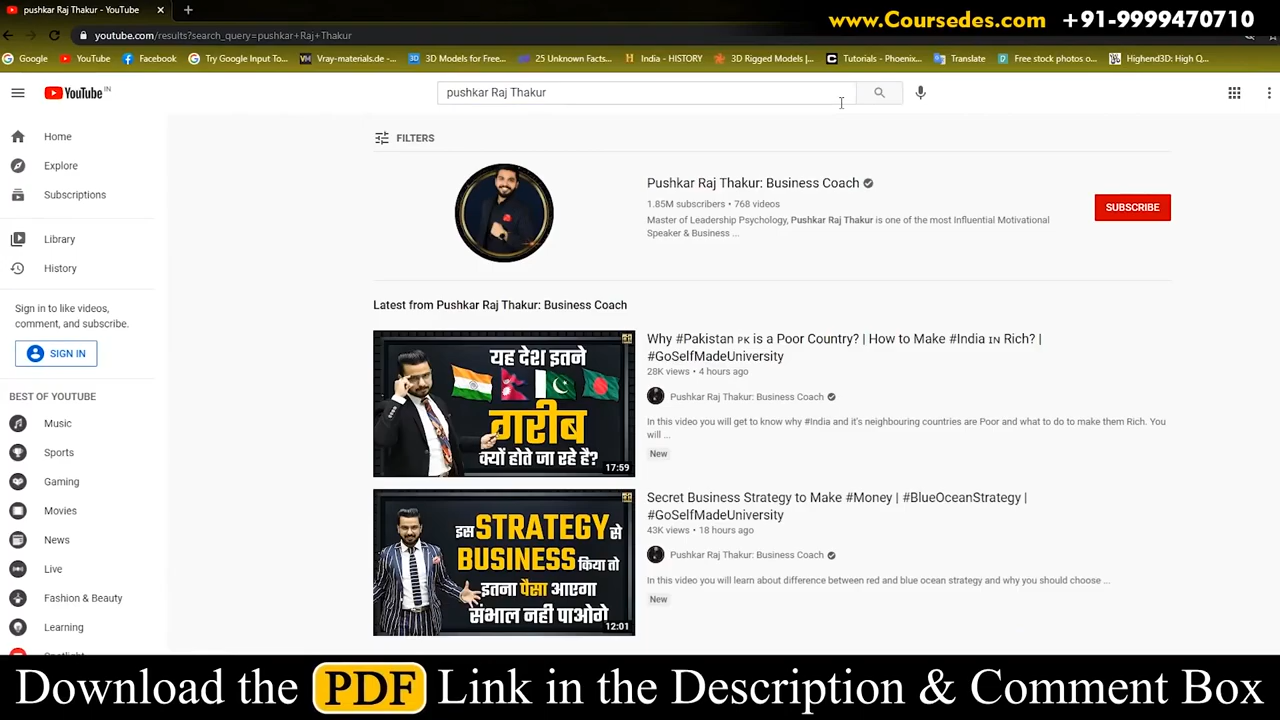 pushkar Raj Thakur - YouTube
www.Coursedes.com +91-9999470710
youtube.com/results?search_query=pushkar+Raj+Thakur
Google YouTube Facebook Try Google Input To... Vray-materials.de -... 3D Models for Free... 25 Unknown Facts... India - HISTORY 3D Rigged Models |... Tutorials - Phoenix... Translate Free stock photos o... Highend3D: High Q...
YouTube IN
pushkar Raj Thakur
FILTERS
Home
Explore
Subscriptions
Library
History
Sign in to like videos,
comment, and subscribe.
SIGN IN
BEST OF YOUTUBE
Music
Sports
Gaming
Movies
News
Live
Fashion & Beauty
Learning
Pushkar Raj Thakur: Business Coach
1.85M subscribers • 768 videos
Master of Leadership Psychology, Pushkar Raj Thakur is one of the most Influential Motivational
Speaker & Business ...
SUBSCRIBE
Latest from Pushkar Raj Thakur: Business Coach
यह देश इतने
गरीब
क्यों होते जा रहे है?
17:59
Why #Pakistan ᴘᴋ is a Poor Country? | How to Make #India ɪɴ Rich? |
#GoSelfMadeUniversity
28K views • 4 hours ago
Pushkar Raj Thakur: Business Coach
In this video you will get to know why #India and it's neighbouring countries are Poor and what to do to make them Rich. You
will ...
New
इस STRATEGY से
BUSINESS किया तो
इतना पैसा आएगा
संभाल नही पाओगे
12:01
Secret Business Strategy to Make #Money | #BlueOceanStrategy |
#GoSelfMadeUniversity
43K views • 18 hours ago
Pushkar Raj Thakur: Business Coach
In this video you will learn about difference between red and blue ocean strategy and why you should choose ...
New
Download the PDF Link in the Description & Comment Box